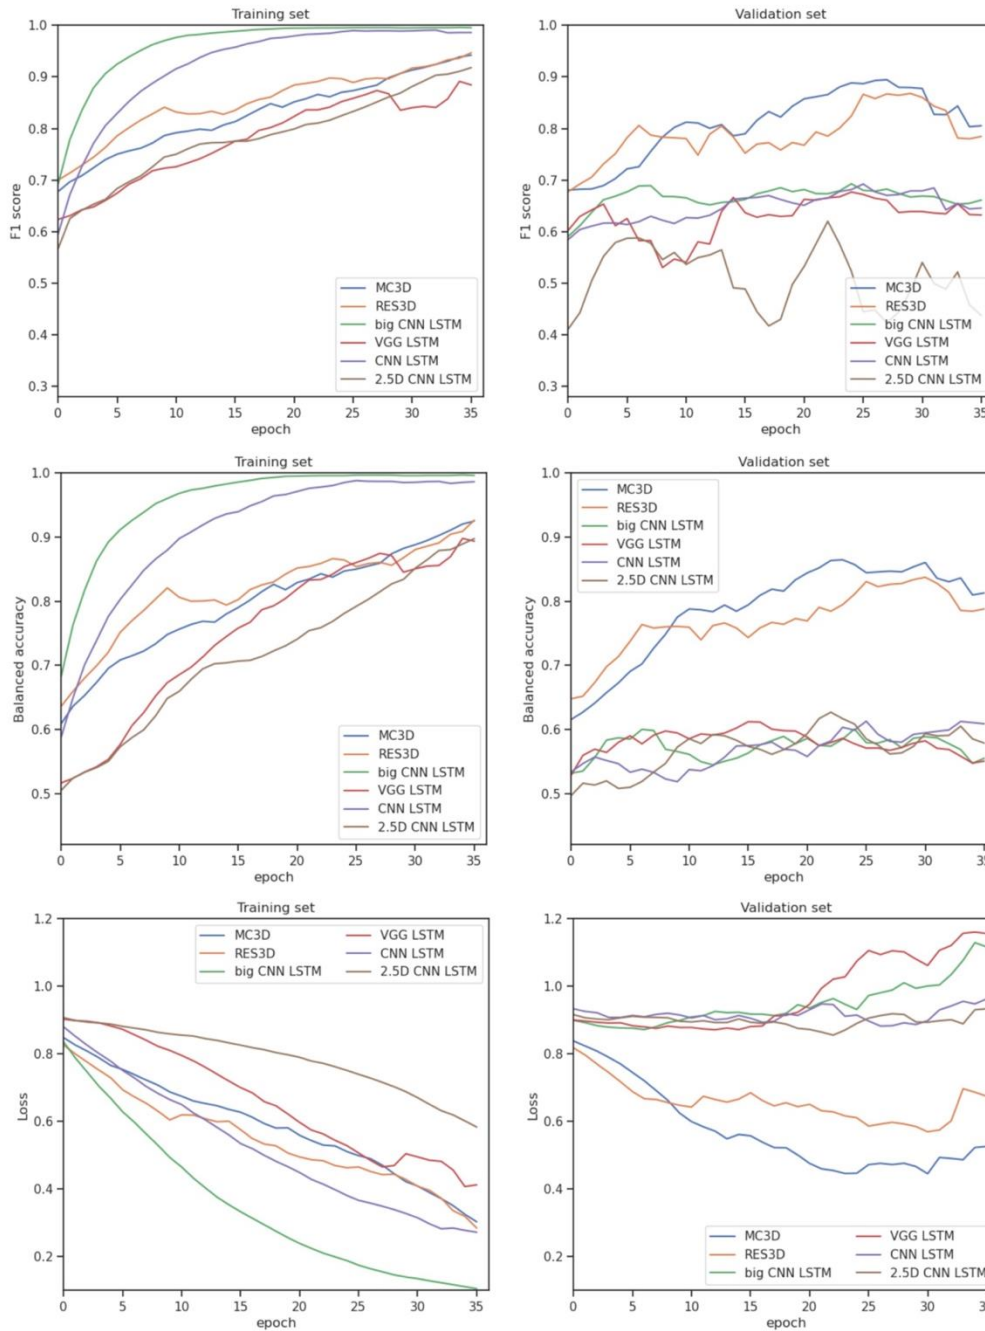 Training set
F1 score
1.0
0.9
0.8
0.7
0.6
0.5
0.4
0.3
MC3D
RES3D
big CNN LSTM
VGG LSTM
CNN LSTM
2.5D CNN LSTM
0 5 10 15 20 25 30 35
epoch
Validation set
F1 score
1.0
0.9
0.8
0.7
0.6
0.5
0.4
0.3
MC3D
RES3D
big CNN LSTM
VGG LSTM
CNN LSTM
2.5D CNN LSTM
0 5 10 15 20 25 30 35
epoch
Training set
Balanced accuracy
1.0
0.9
0.8
0.7
0.6
0.5
MC3D
RES3D
big CNN LSTM
VGG LSTM
CNN LSTM
2.5D CNN LSTM
0 5 10 15 20 25 30 35
epoch
Validation set
Balanced accuracy
1.0
0.9
0.8
0.7
0.6
0.5
MC3D
RES3D
big CNN LSTM
VGG LSTM
CNN LSTM
2.5D CNN LSTM
0 5 10 15 20 25 30 35
epoch
Training set
Loss
1.2
1.0
0.8
0.6
0.4
0.2
MC3D VGG LSTM
RES3D CNN LSTM
big CNN LSTM 2.5D CNN LSTM
0 5 10 15 20 25 30 35
epoch
Validation set
Loss
1.2
1.0
0.8
0.6
0.4
0.2
MC3D VGG LSTM
RES3D CNN LSTM
big CNN LSTM 2.5D CNN LSTM
0 5 10 15 20 25 30 35
epoch